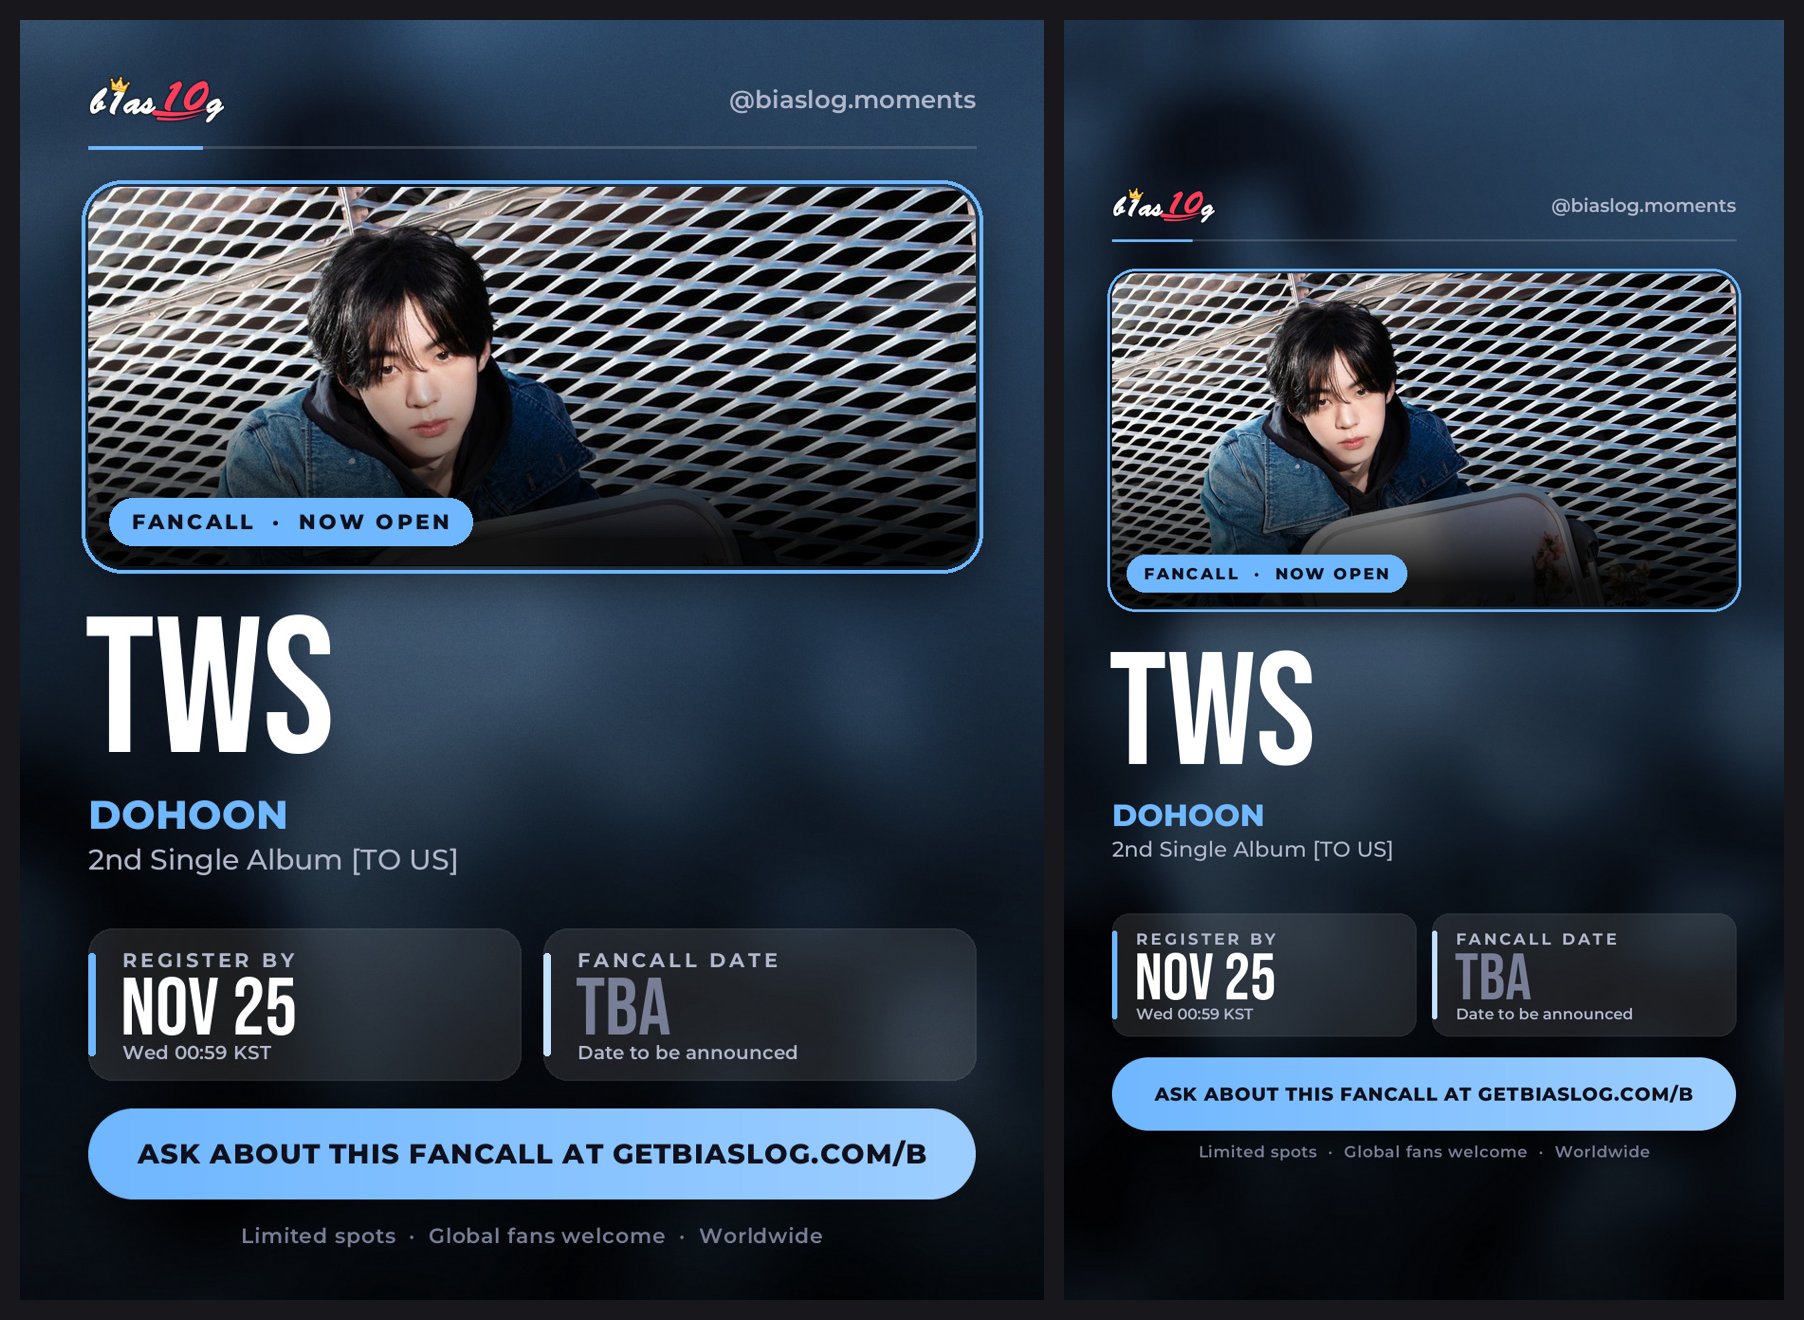 b1as10g
@biaslog.moments
FANCALL · NOW OPEN
TWS
DOHOON
2nd Single Album [TO US]
REGISTER BY
NOV 25
Wed 00:59 KST
FANCALL DATE
TBA
Date to be announced
ASK ABOUT THIS FANCALL AT GETBIASLOG.COM/B
Limited spots · Global fans welcome · Worldwide
b1as10g
@biaslog.moments
FANCALL · NOW OPEN
TWS
DOHOON
2nd Single Album [TO US]
REGISTER BY
NOV 25
Wed 00:59 KST
FANCALL DATE
TBA
Date to be announced
ASK ABOUT THIS FANCALL AT GETBIASLOG.COM/B
Limited spots · Global fans welcome · Worldwide